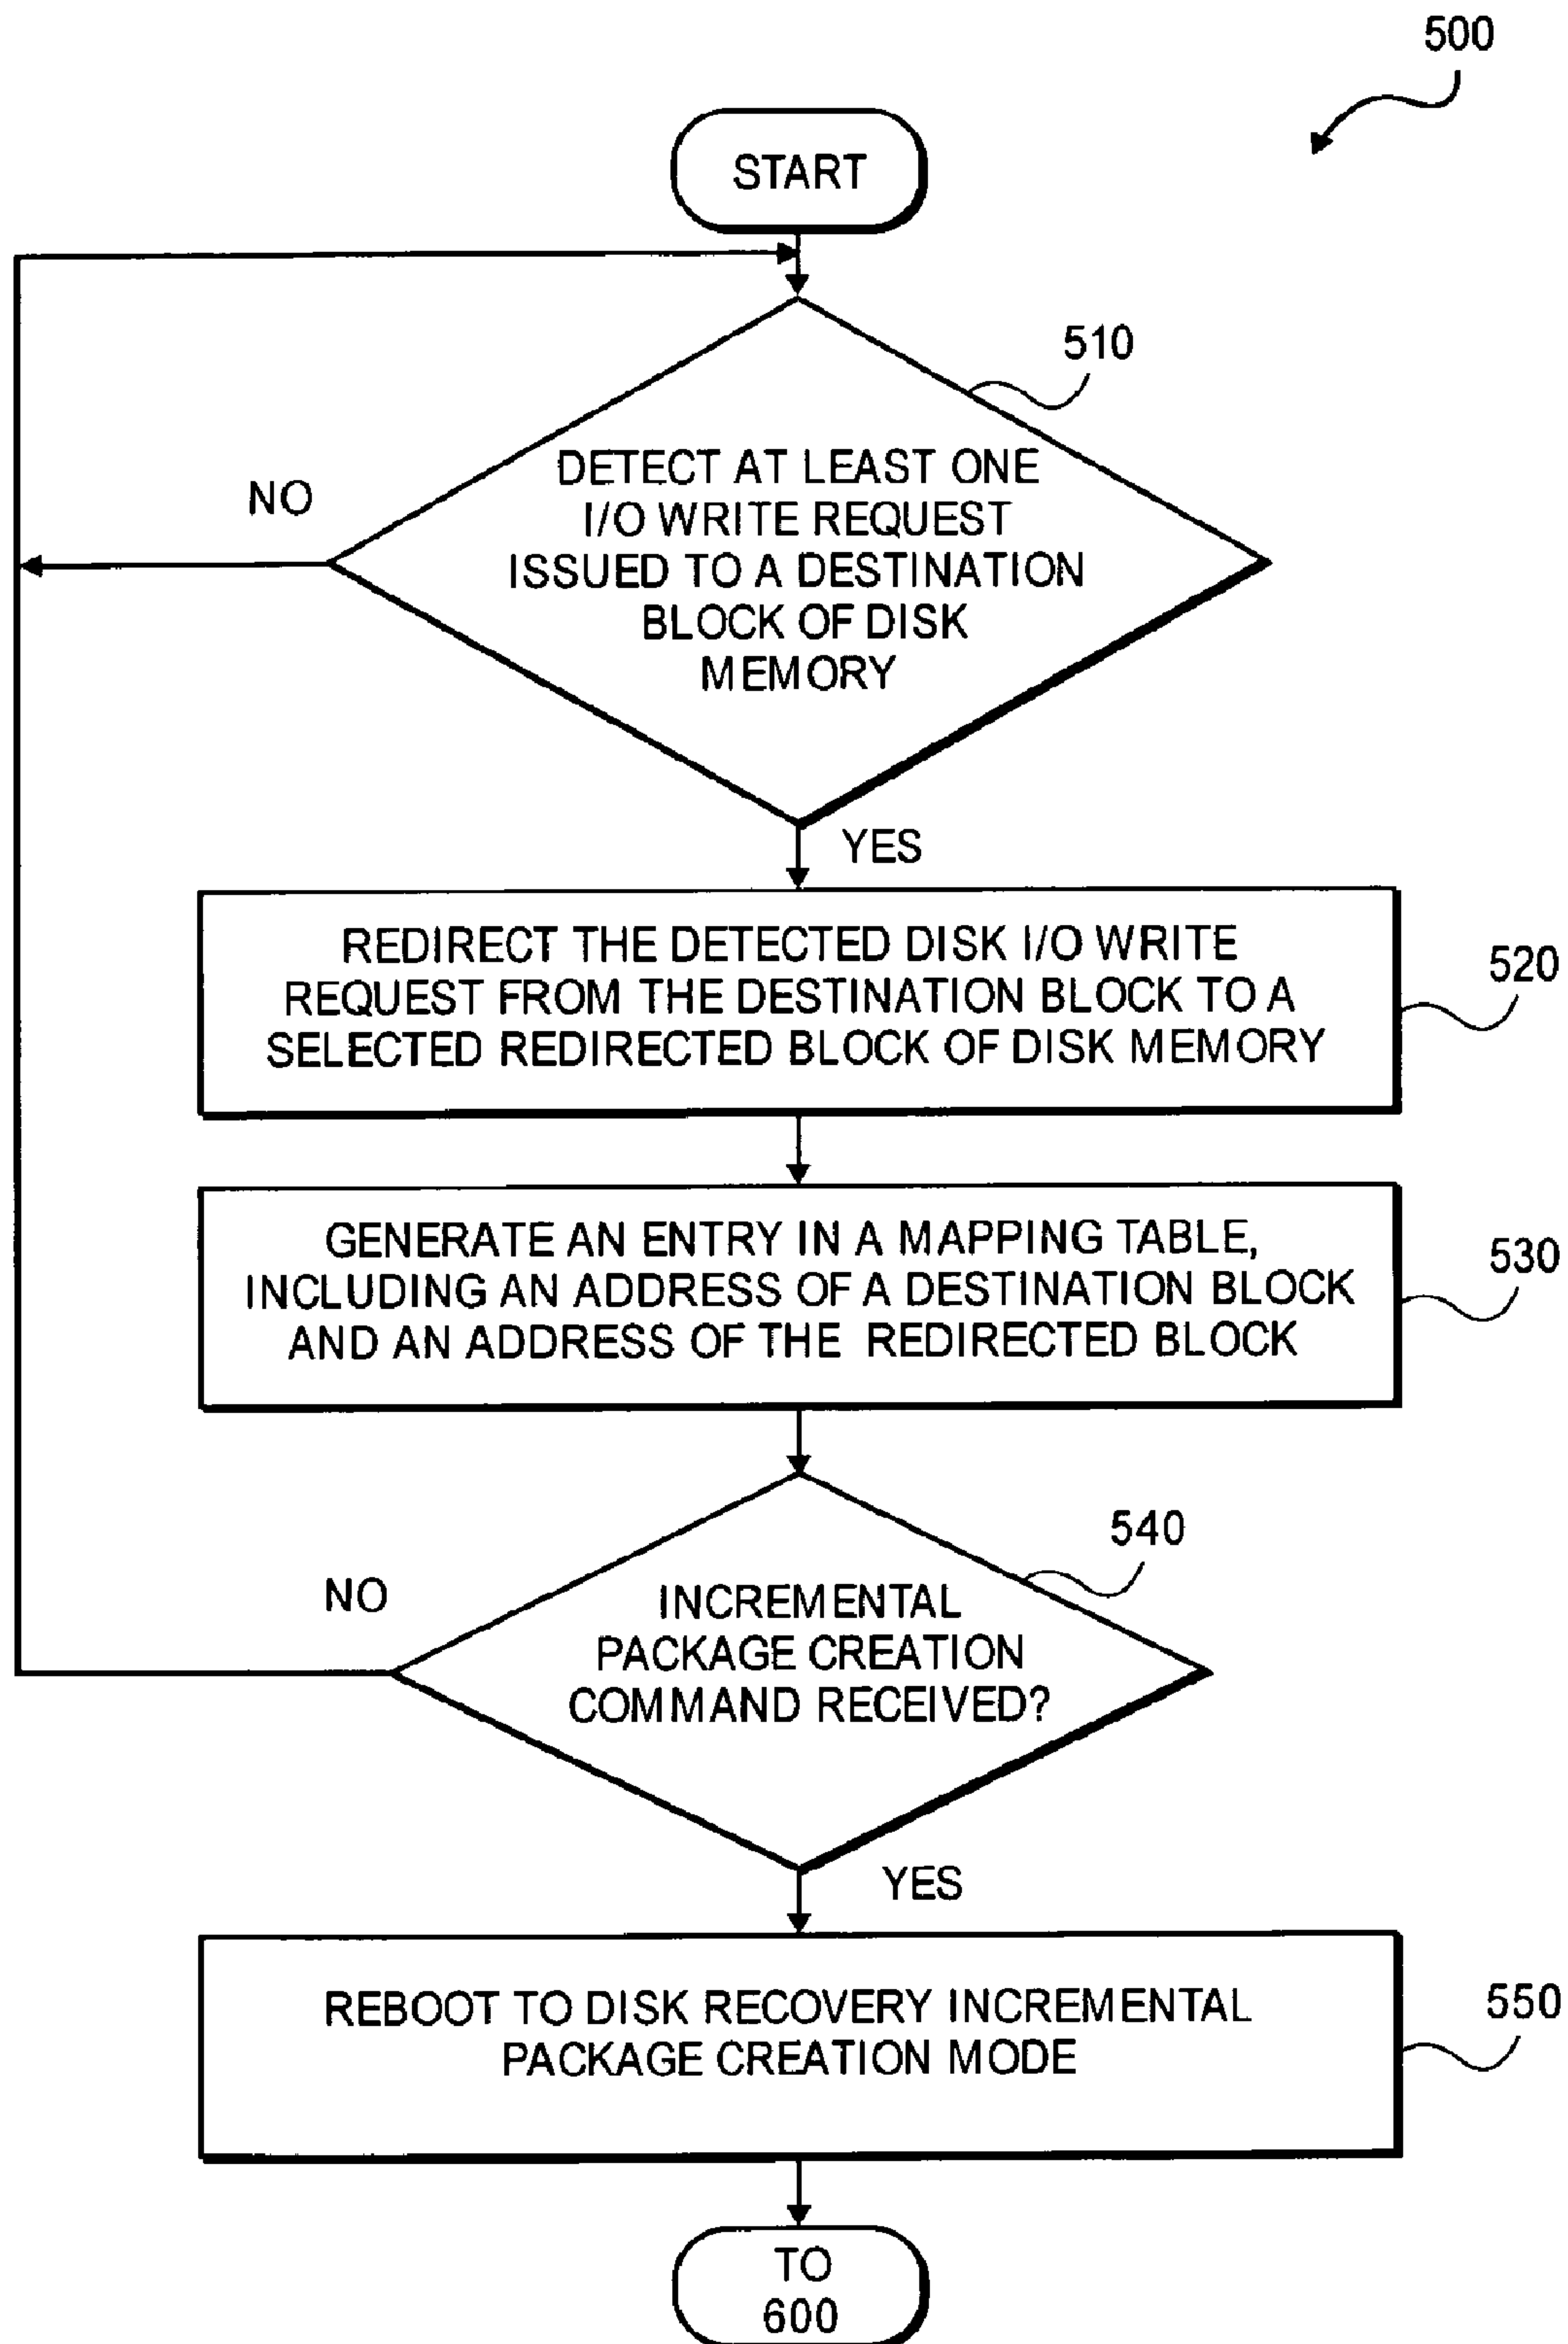 500
START
510
DETECT AT LEAST ONE
I/O WRITE REQUEST
ISSUED TO A DESTINATION
BLOCK OF DISK
MEMORY
NO
YES
REDIRECT THE DETECTED DISK I/O WRITE
REQUEST FROM THE DESTINATION BLOCK TO A
SELECTED REDIRECTED BLOCK OF DISK MEMORY
520
GENERATE AN ENTRY IN A MAPPING TABLE,
INCLUDING AN ADDRESS OF A DESTINATION BLOCK
AND AN ADDRESS OF THE REDIRECTED BLOCK
530
540
NO
INCREMENTAL
PACKAGE CREATION
COMMAND RECEIVED?
YES
REBOOT TO DISK RECOVERY INCREMENTAL
PACKAGE CREATION MODE
550
TO
600